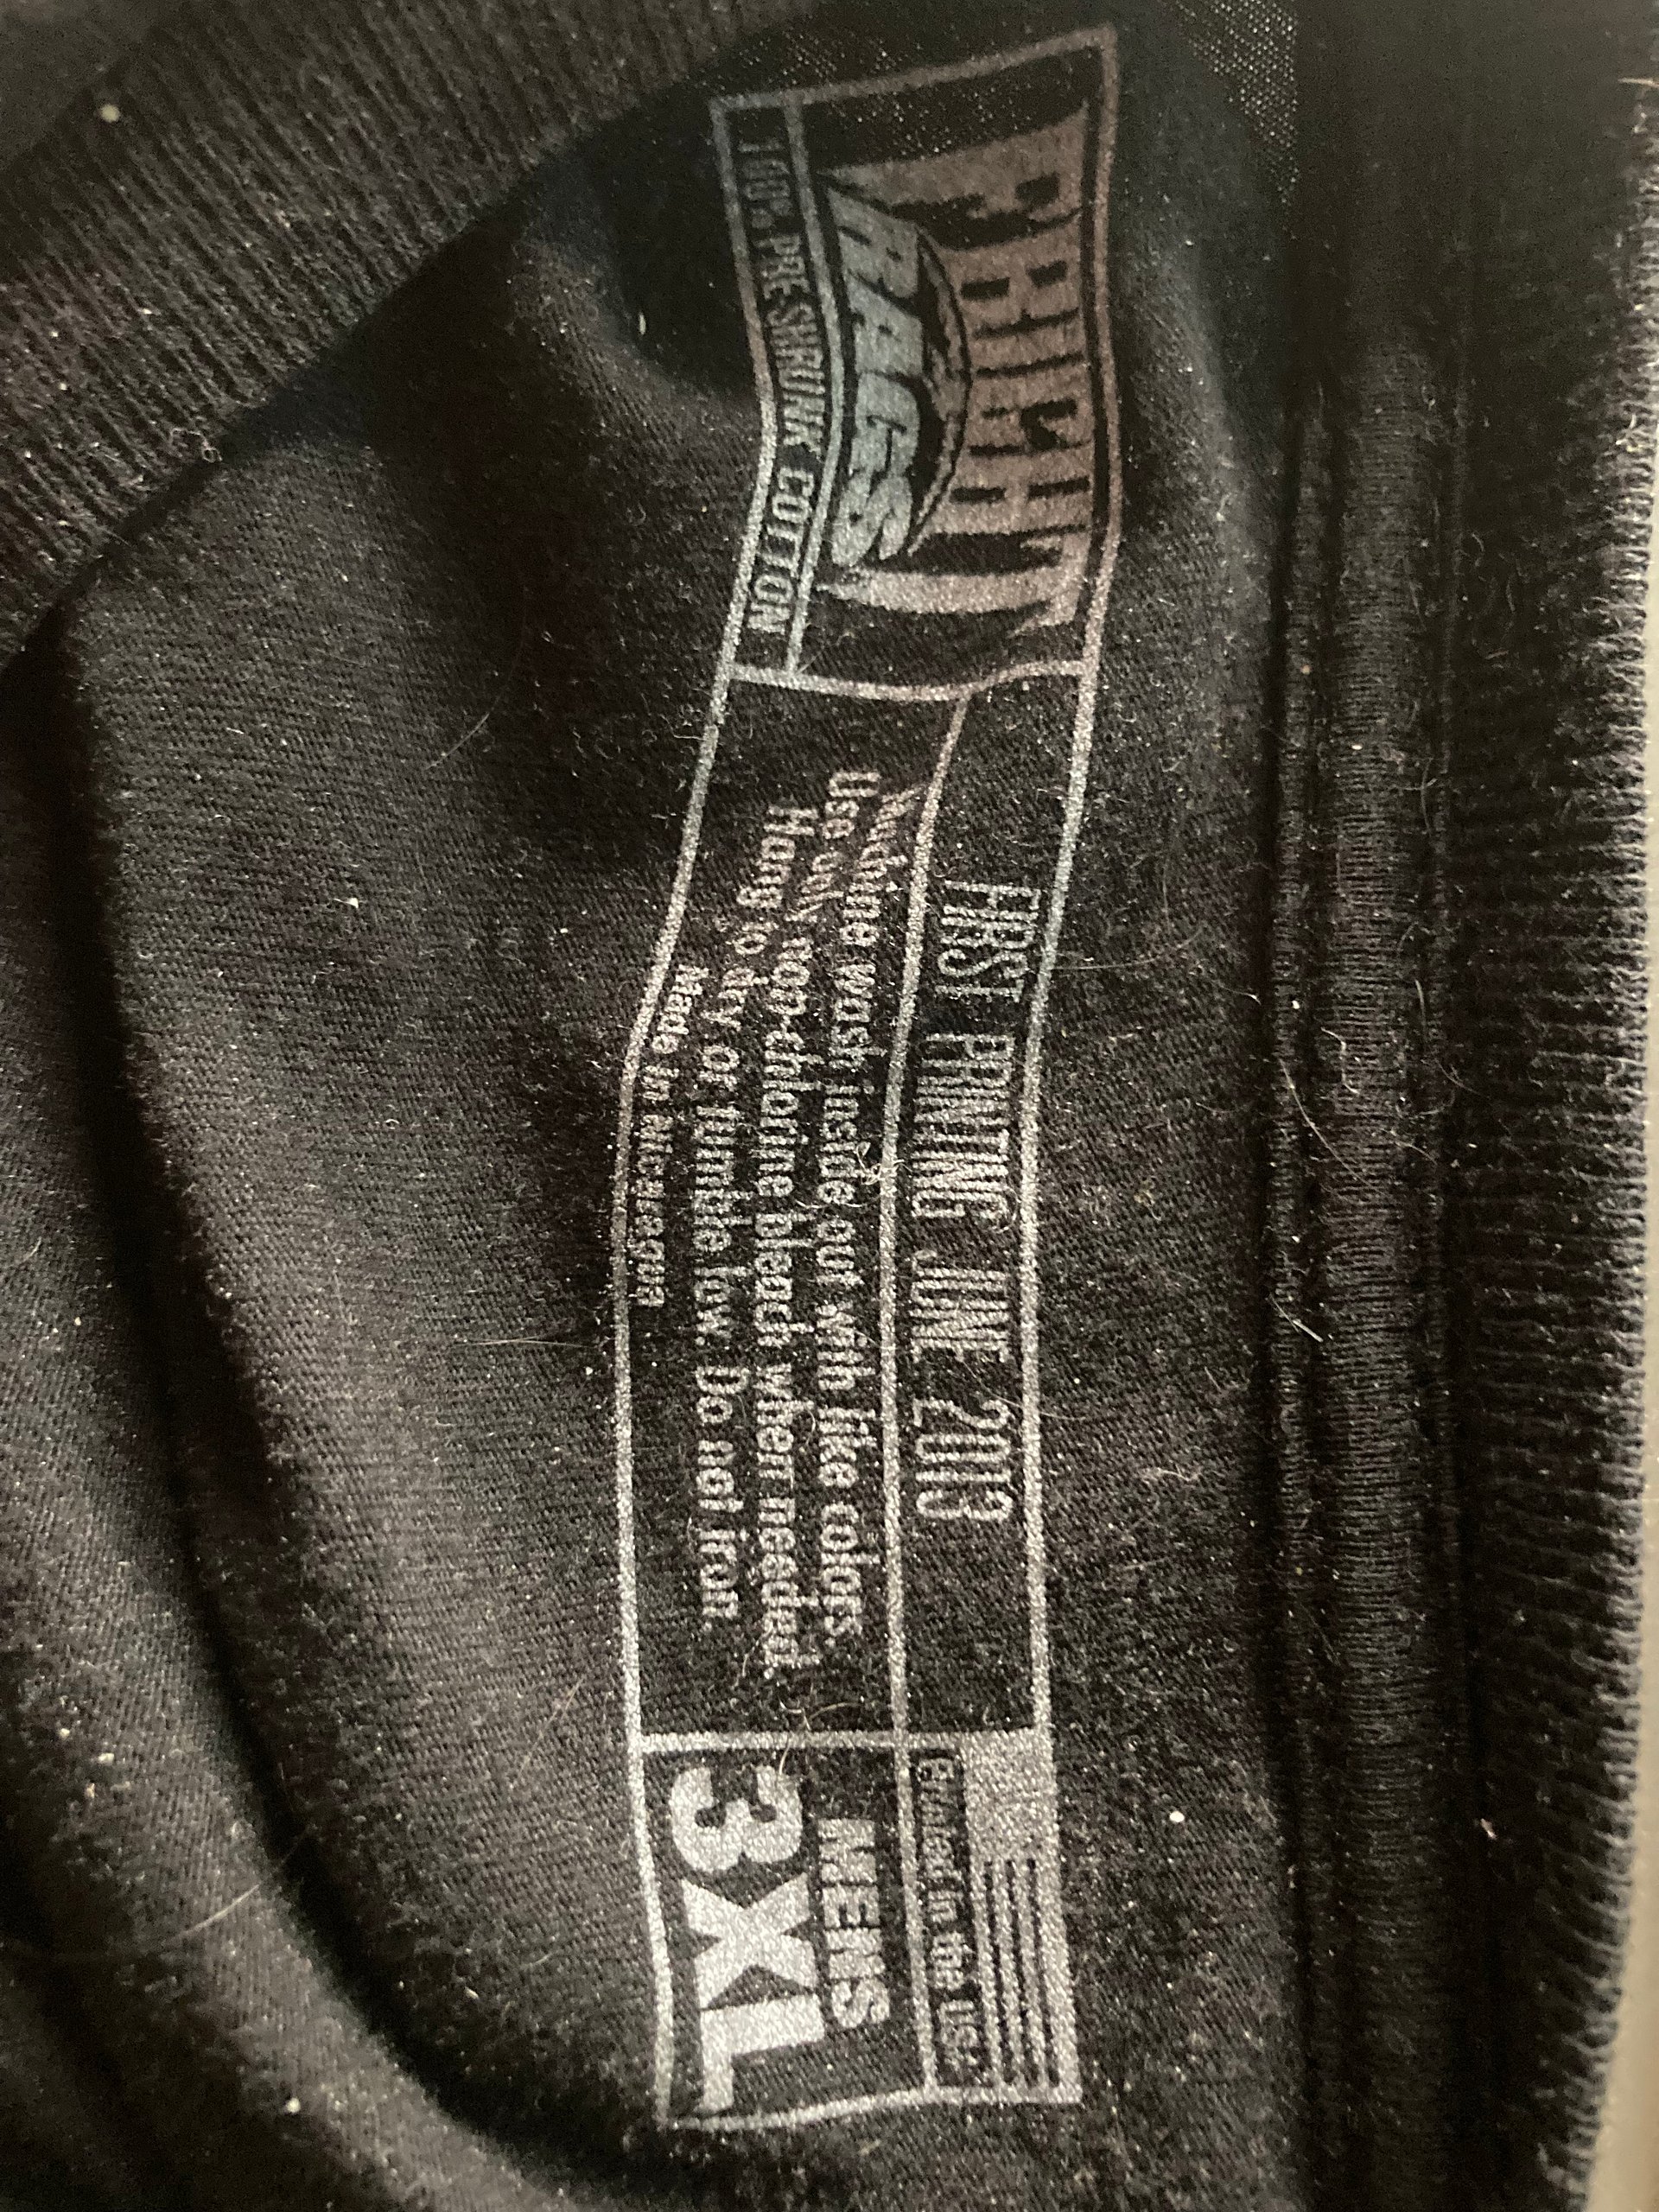 FRIGHT
RAGS
100% PRE-SHRUNK COTTON
FIRST PRINTING JUNE 2013
Machine wash inside out with like colors.
Use only non-chlorine bleach when needed.
Hang to dry or tumble low. Do not iron.
Made in Nicaragua
Printed in the USA
MENS
3XL